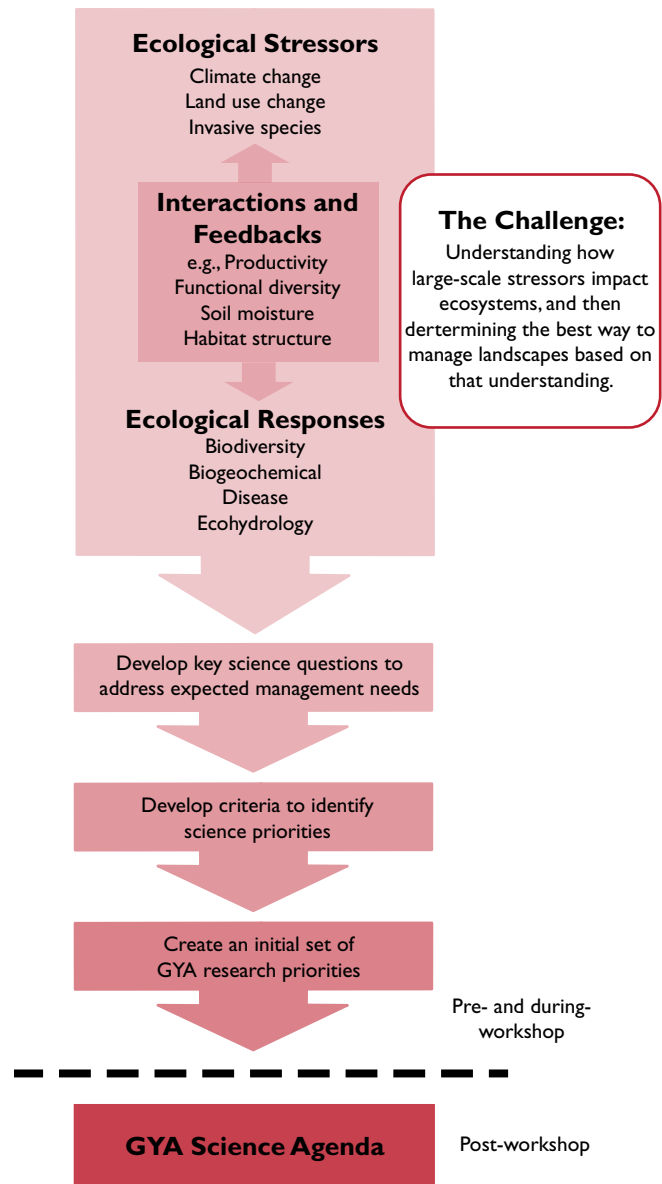 Ecological Stressors
Climate change
Land use change
Invasive species
Interactions and
Feedbacks
e.g., Productivity
Functional diversity
Soil moisture
Habitat structure
The Challenge:
Understanding how
large-scale stressors impact
ecosystems, and then
dertermining the best way to
manage landscapes based on
that understanding.
Ecological Responses
Biodiversity
Biogeochemical
Disease
Ecohydrology
Develop key science questions to
address expected management needs
Develop criteria to identify
science priorities
Create an initial set of
GYA research priorities
Pre- and during-
workshop
GYA Science Agenda
Post-workshop